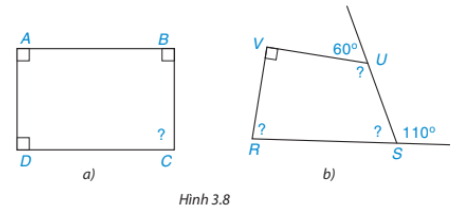 A B
?
D C
a)
V 60° U
?
? ? 110°
R S
b)
Hình 3.8